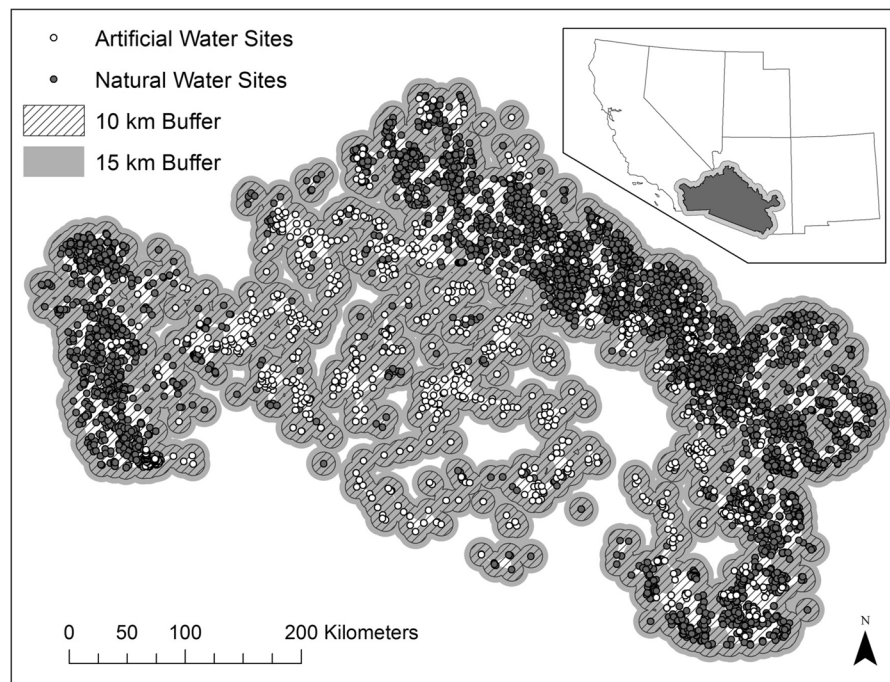 Artificial Water Sites
Natural Water Sites
10 km Buffer
15 km Buffer
0 50 100 200 Kilometers
N